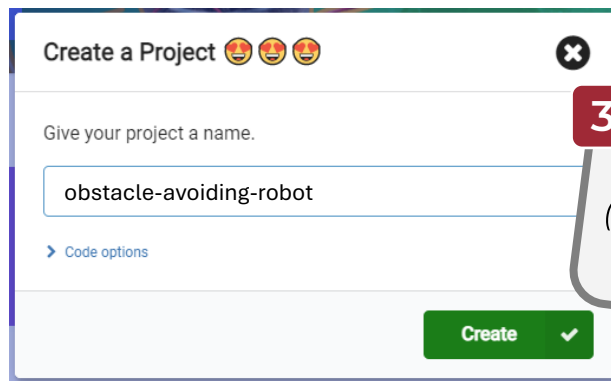 Create a Project 😍 😍 😍
Give your project a name.
3
obstacle-avoiding-robot
(
Code options
Create